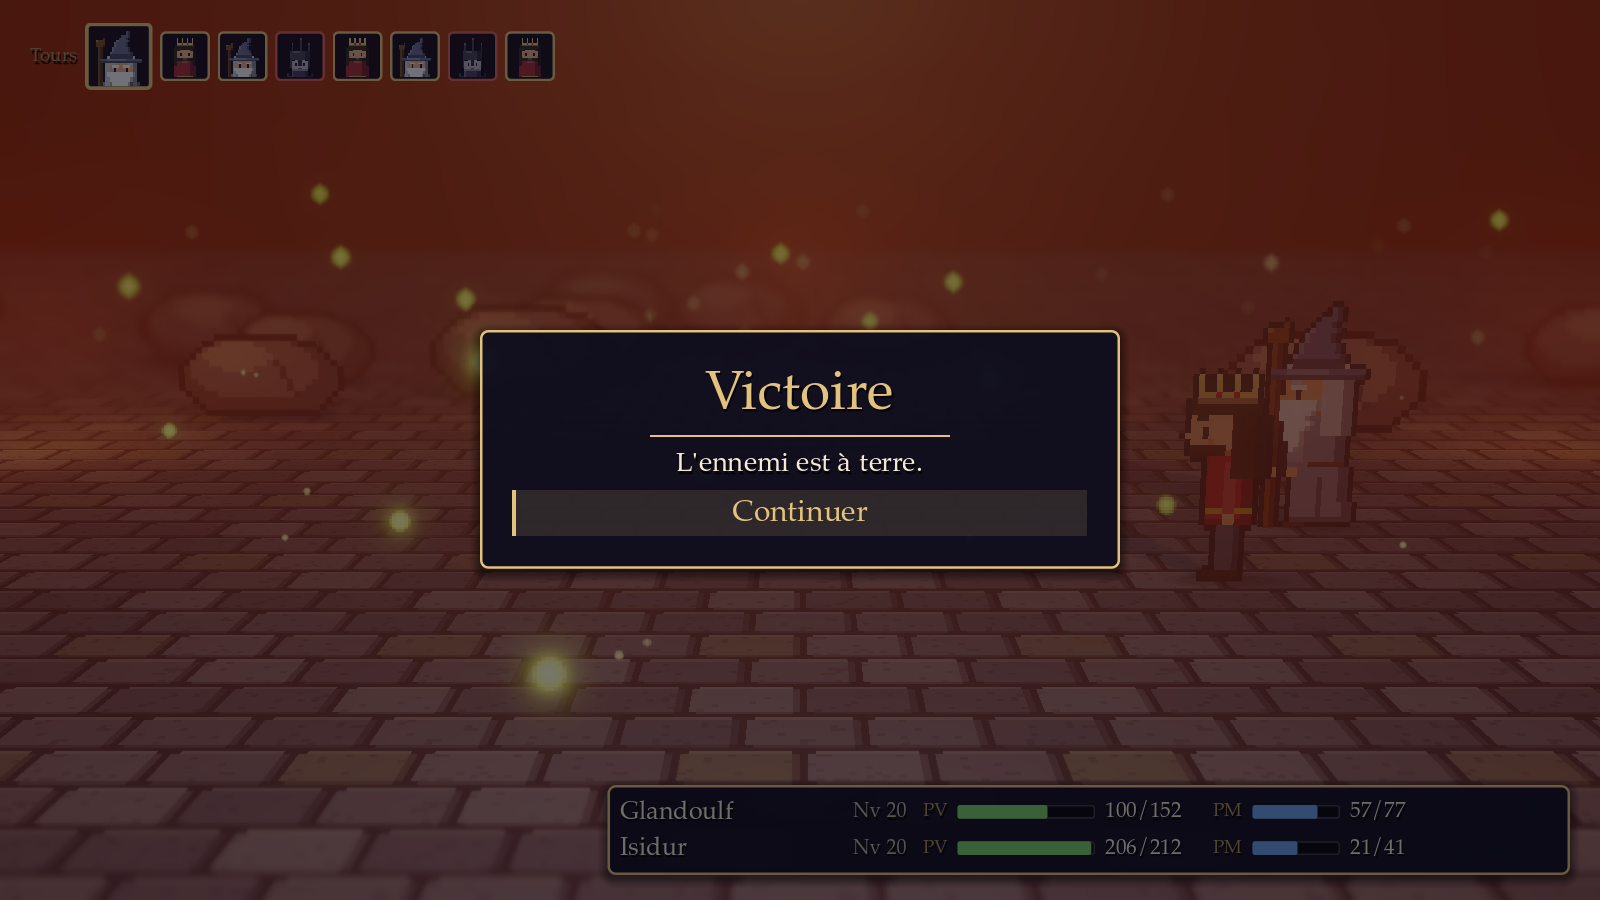 Tours
Victoire
L'ennemi est à terre.
Continuer
Glandoulf Nv 20 PV 100/152 PM 57/77
Isidur Nv 20 PV 206/212 PM 21/41